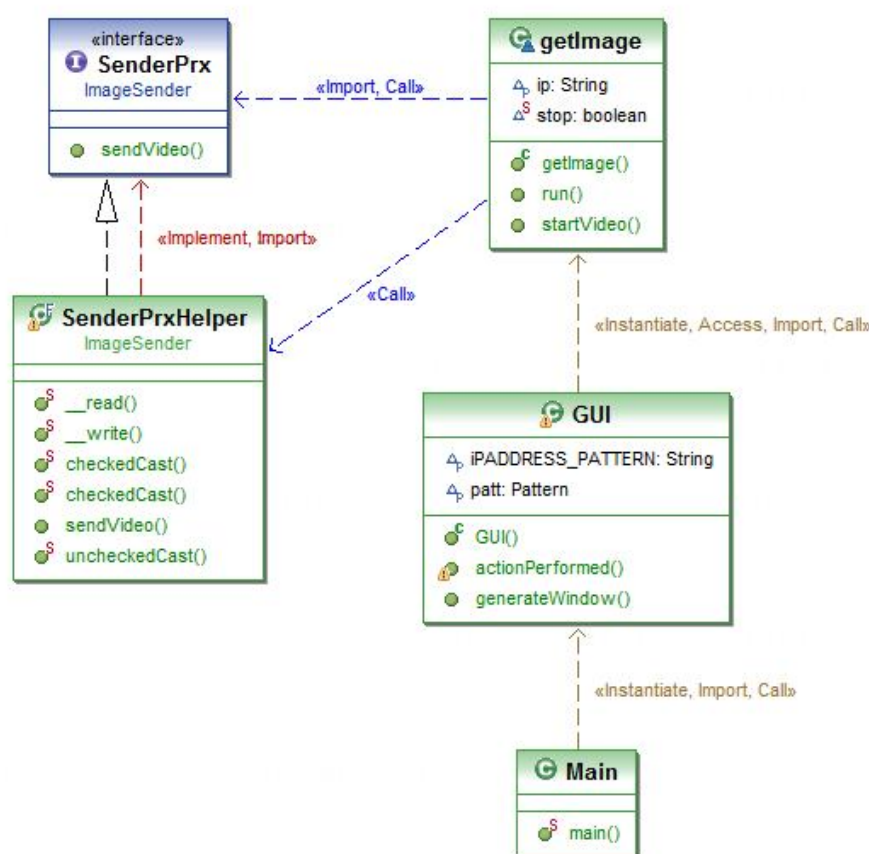 «interface»
SenderPrx
ImageSender
sendVideo()
getImage
ip: String
stop: boolean
getImage()
run()
startVideo()
«Import, Call»
«Implement, Import»
«Call»
SenderPrxHelper
ImageSender
__read()
__write()
checkedCast()
checkedCast()
sendVideo()
uncheckedCast()
«Instantiate, Access, Import, Call»
GUI
iPADDRESS_PATTERN: String
patt: Pattern
GUI()
actionPerformed()
generateWindow()
«Instantiate, Import, Call»
Main
main()